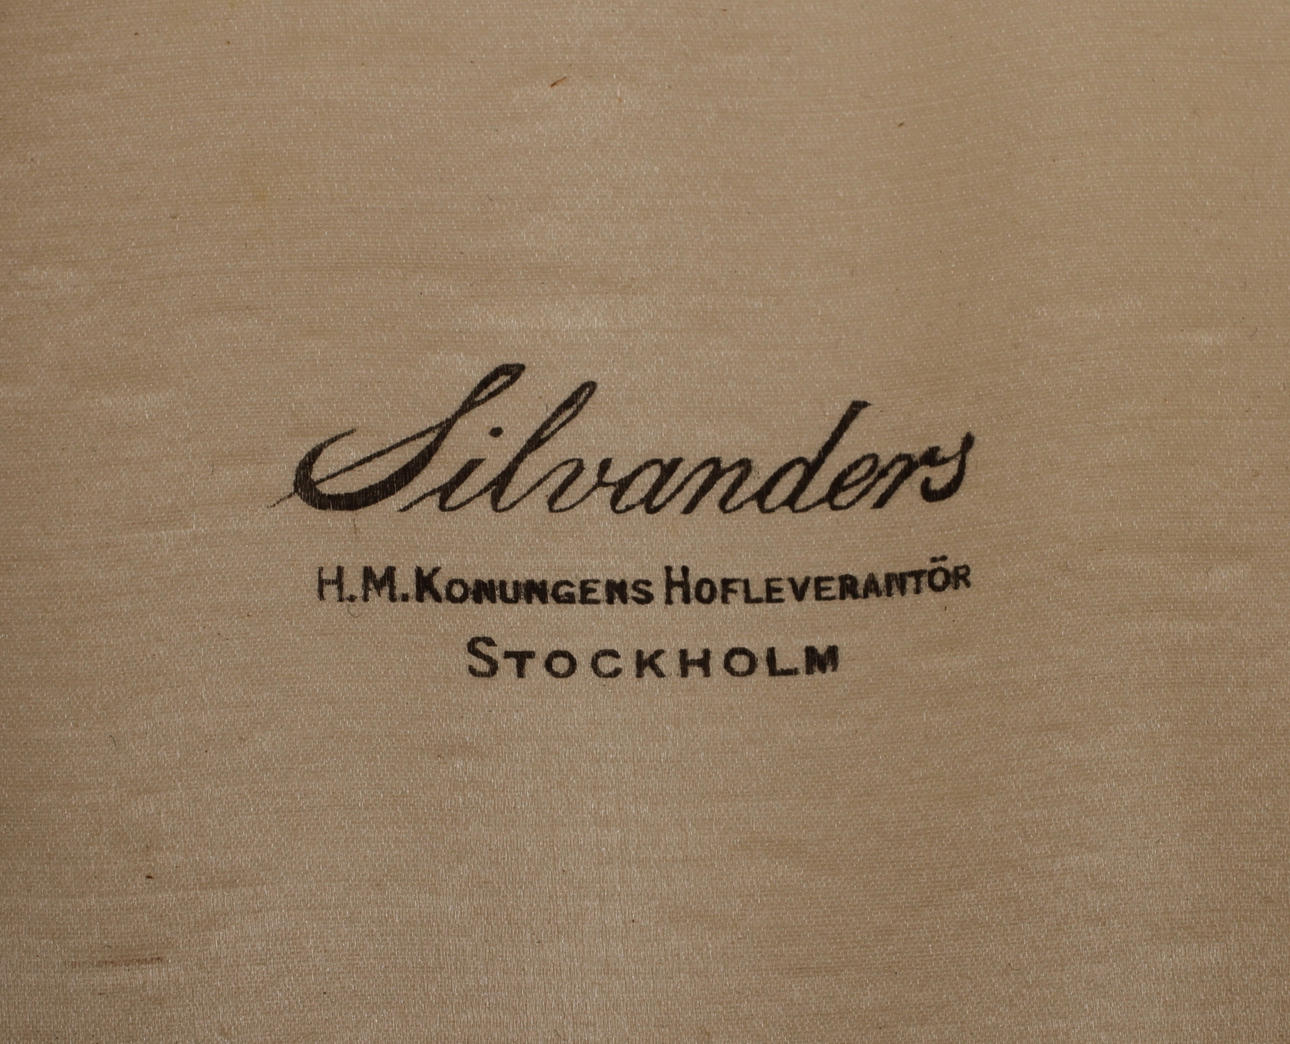 Silvanders
H.M. Konungens Hofleverantör
Stockholm